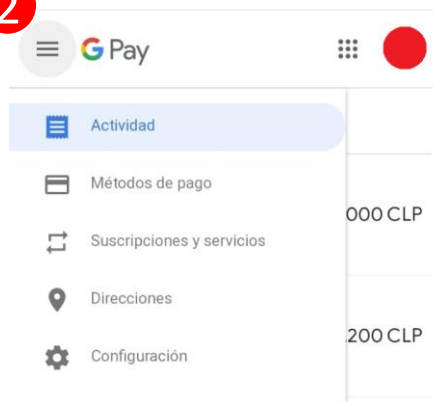 2
G Pay
Actividad
Métodos de pago
000 CLP
Suscripciones y servicios
Direcciones
.200 CLP
Configuración